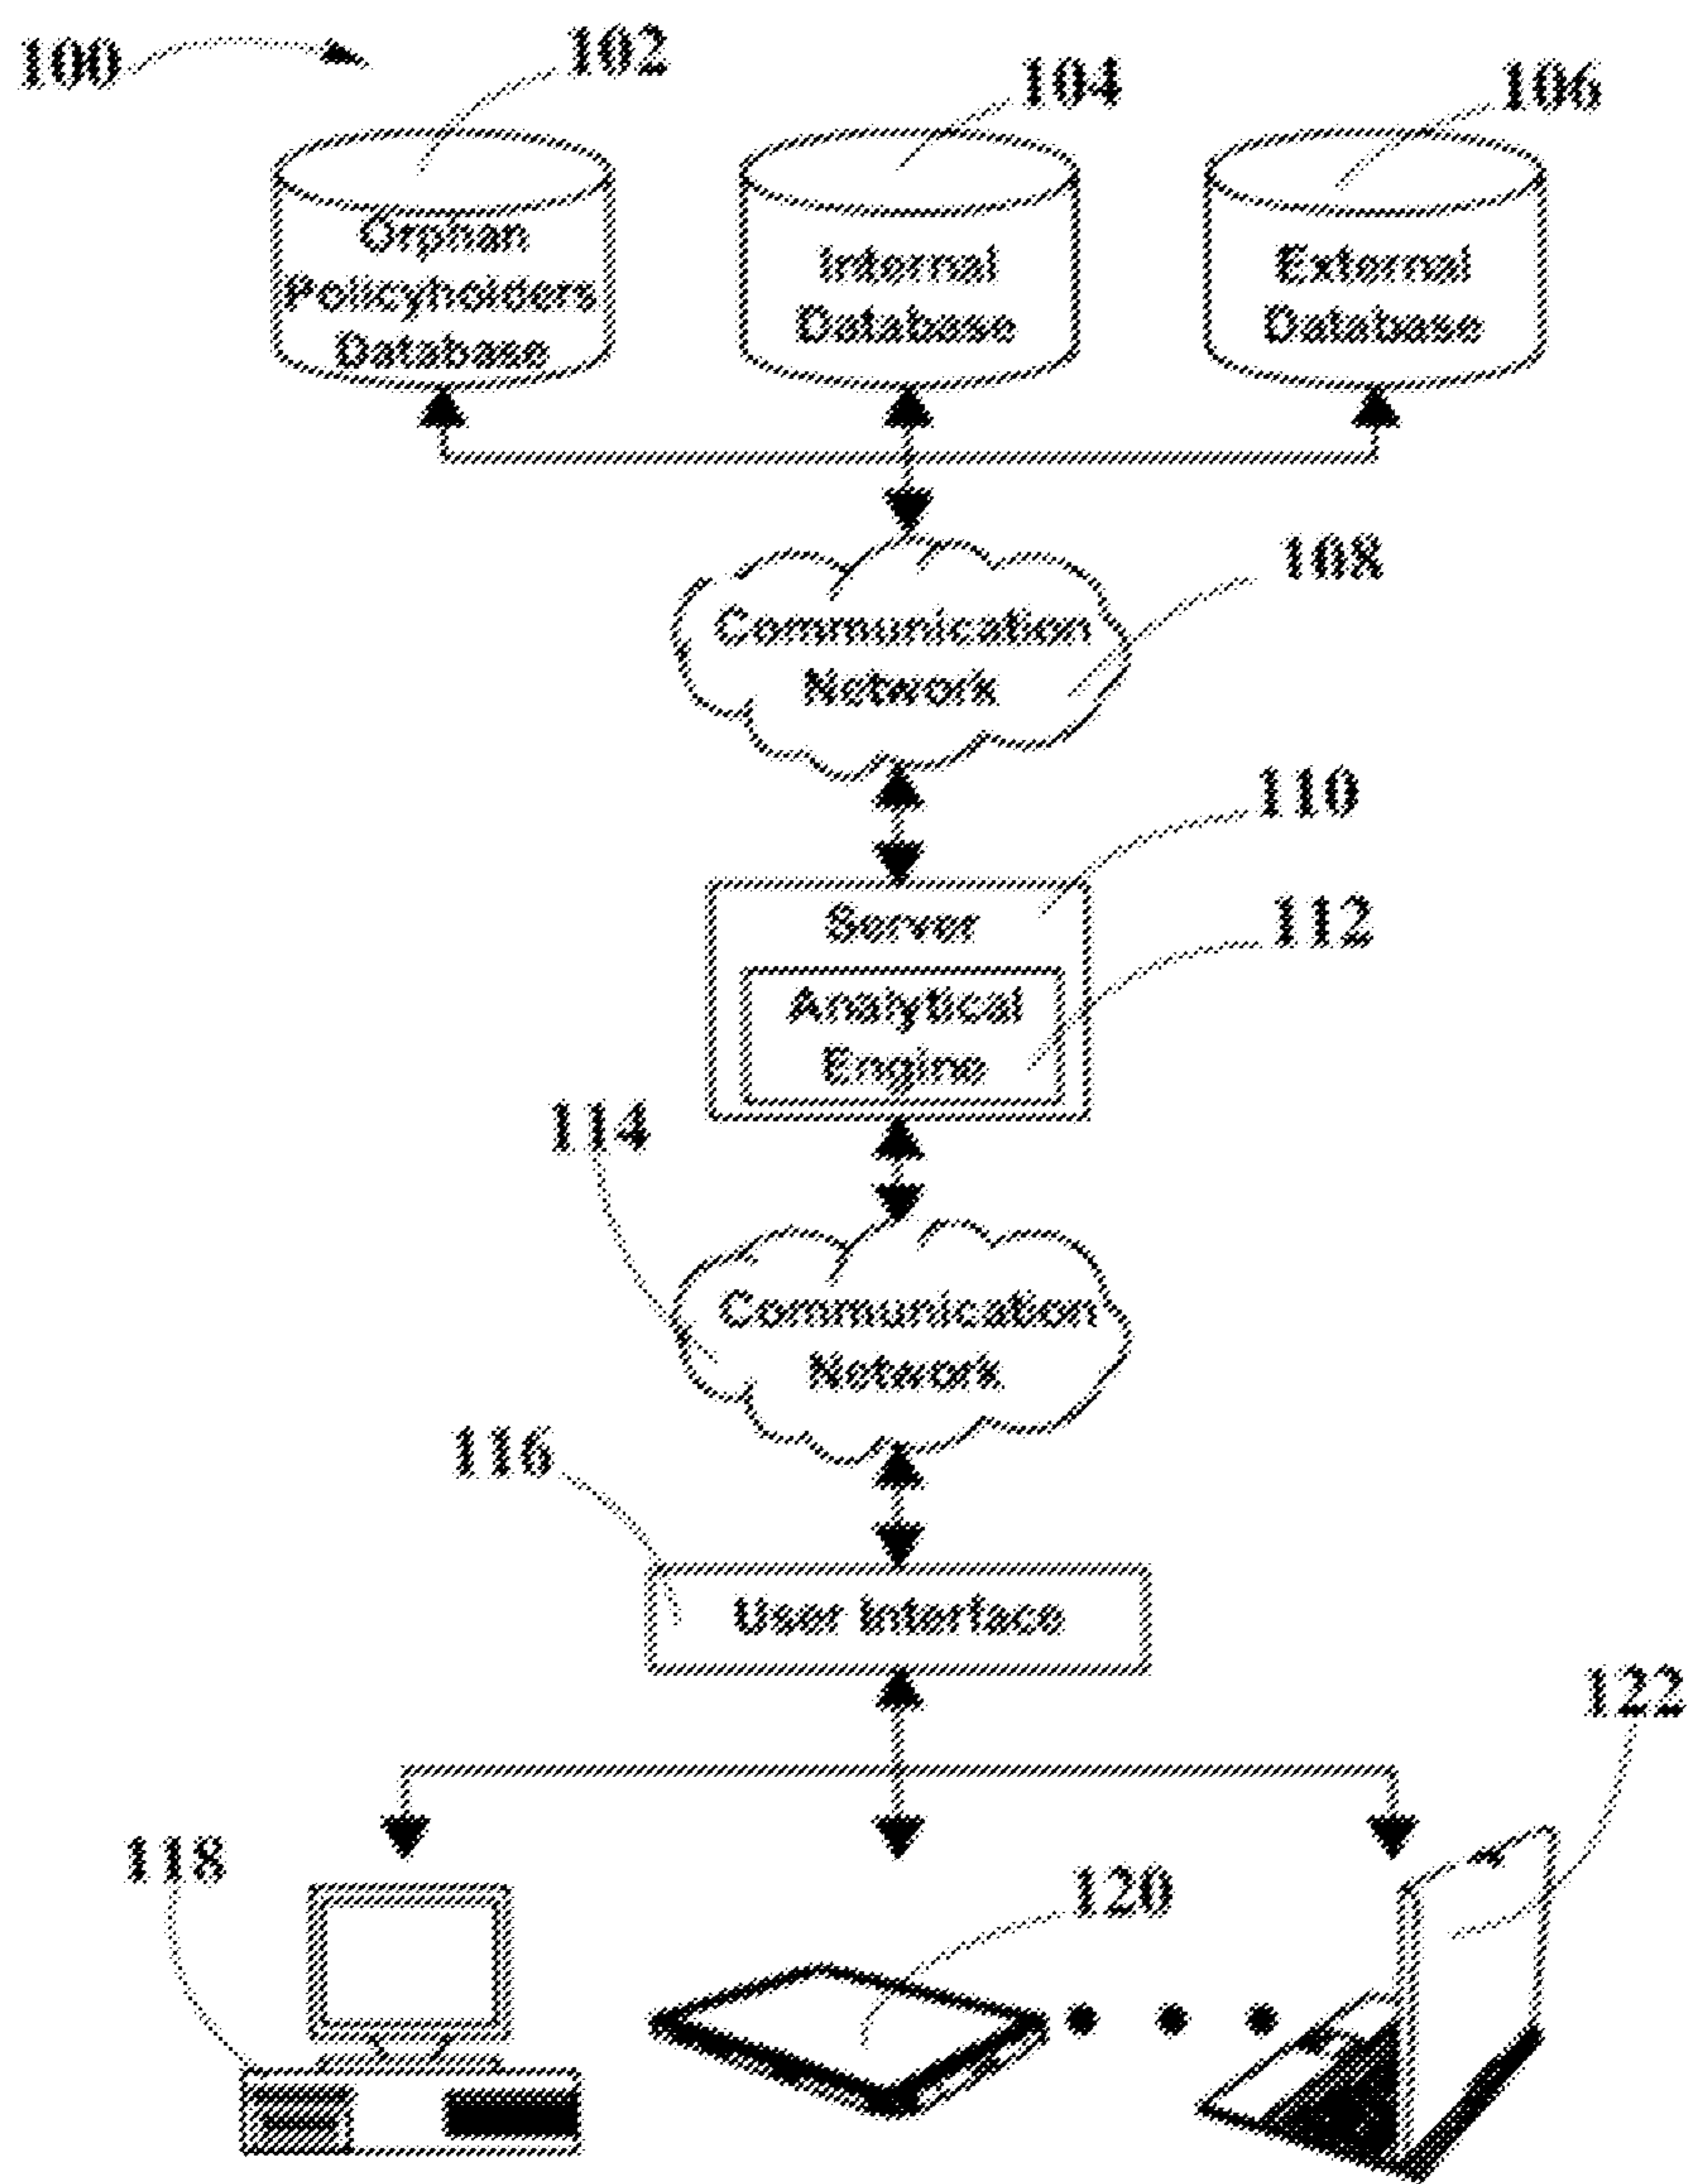 100
102
104
106
Orphan
Policyholders
Database
Internal
Database
External
Database
108
Communication
Network
110
Server
112
Analytical
Engine
114
Communication
Network
116
User Interface
122
118
120